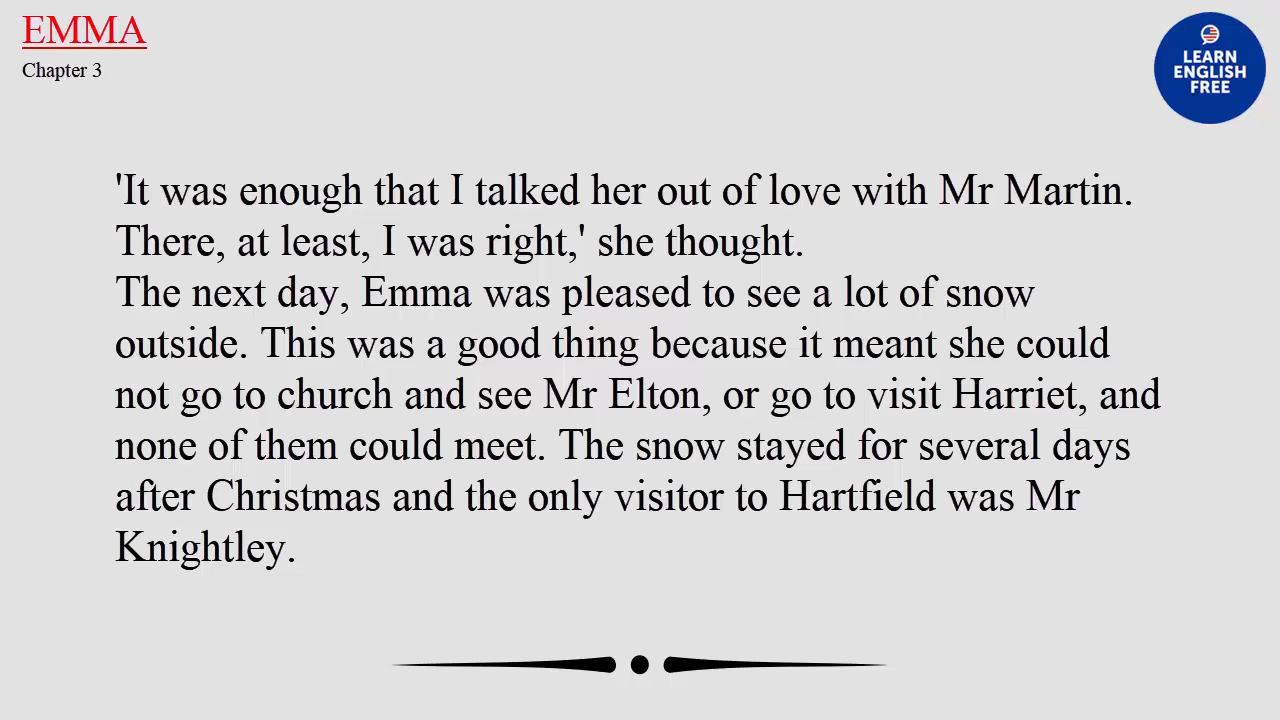 EMMA
Chapter 3
LEARN
ENGLISH
FREE
'It was enough that I talked her out of love with Mr Martin.
There, at least, I was right,' she thought.
The next day, Emma was pleased to see a lot of snow
outside. This was a good thing because it meant she could
not go to church and see Mr Elton, or go to visit Harriet, and
none of them could meet. The snow stayed for several days
after Christmas and the only visitor to Hartfield was Mr
Knightley.